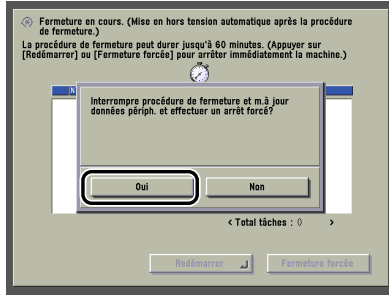 Fermeture en cours. (Mise en hors tension automatique après la procédure
de fermeture.)
La procédure de fermeture peut durer jusqu'à 60 minutes. (Appuyer sur
[Redémarrer] ou [Fermeture forcée] pour arrêter immédiatement la machine.)
N
Interrompre procédure de fermeture et m.à jour
données périph. et effectuer un arrêt forcé?
Oui Non
< Total tâches : 0 >
Redémarrer Fermeture forcée